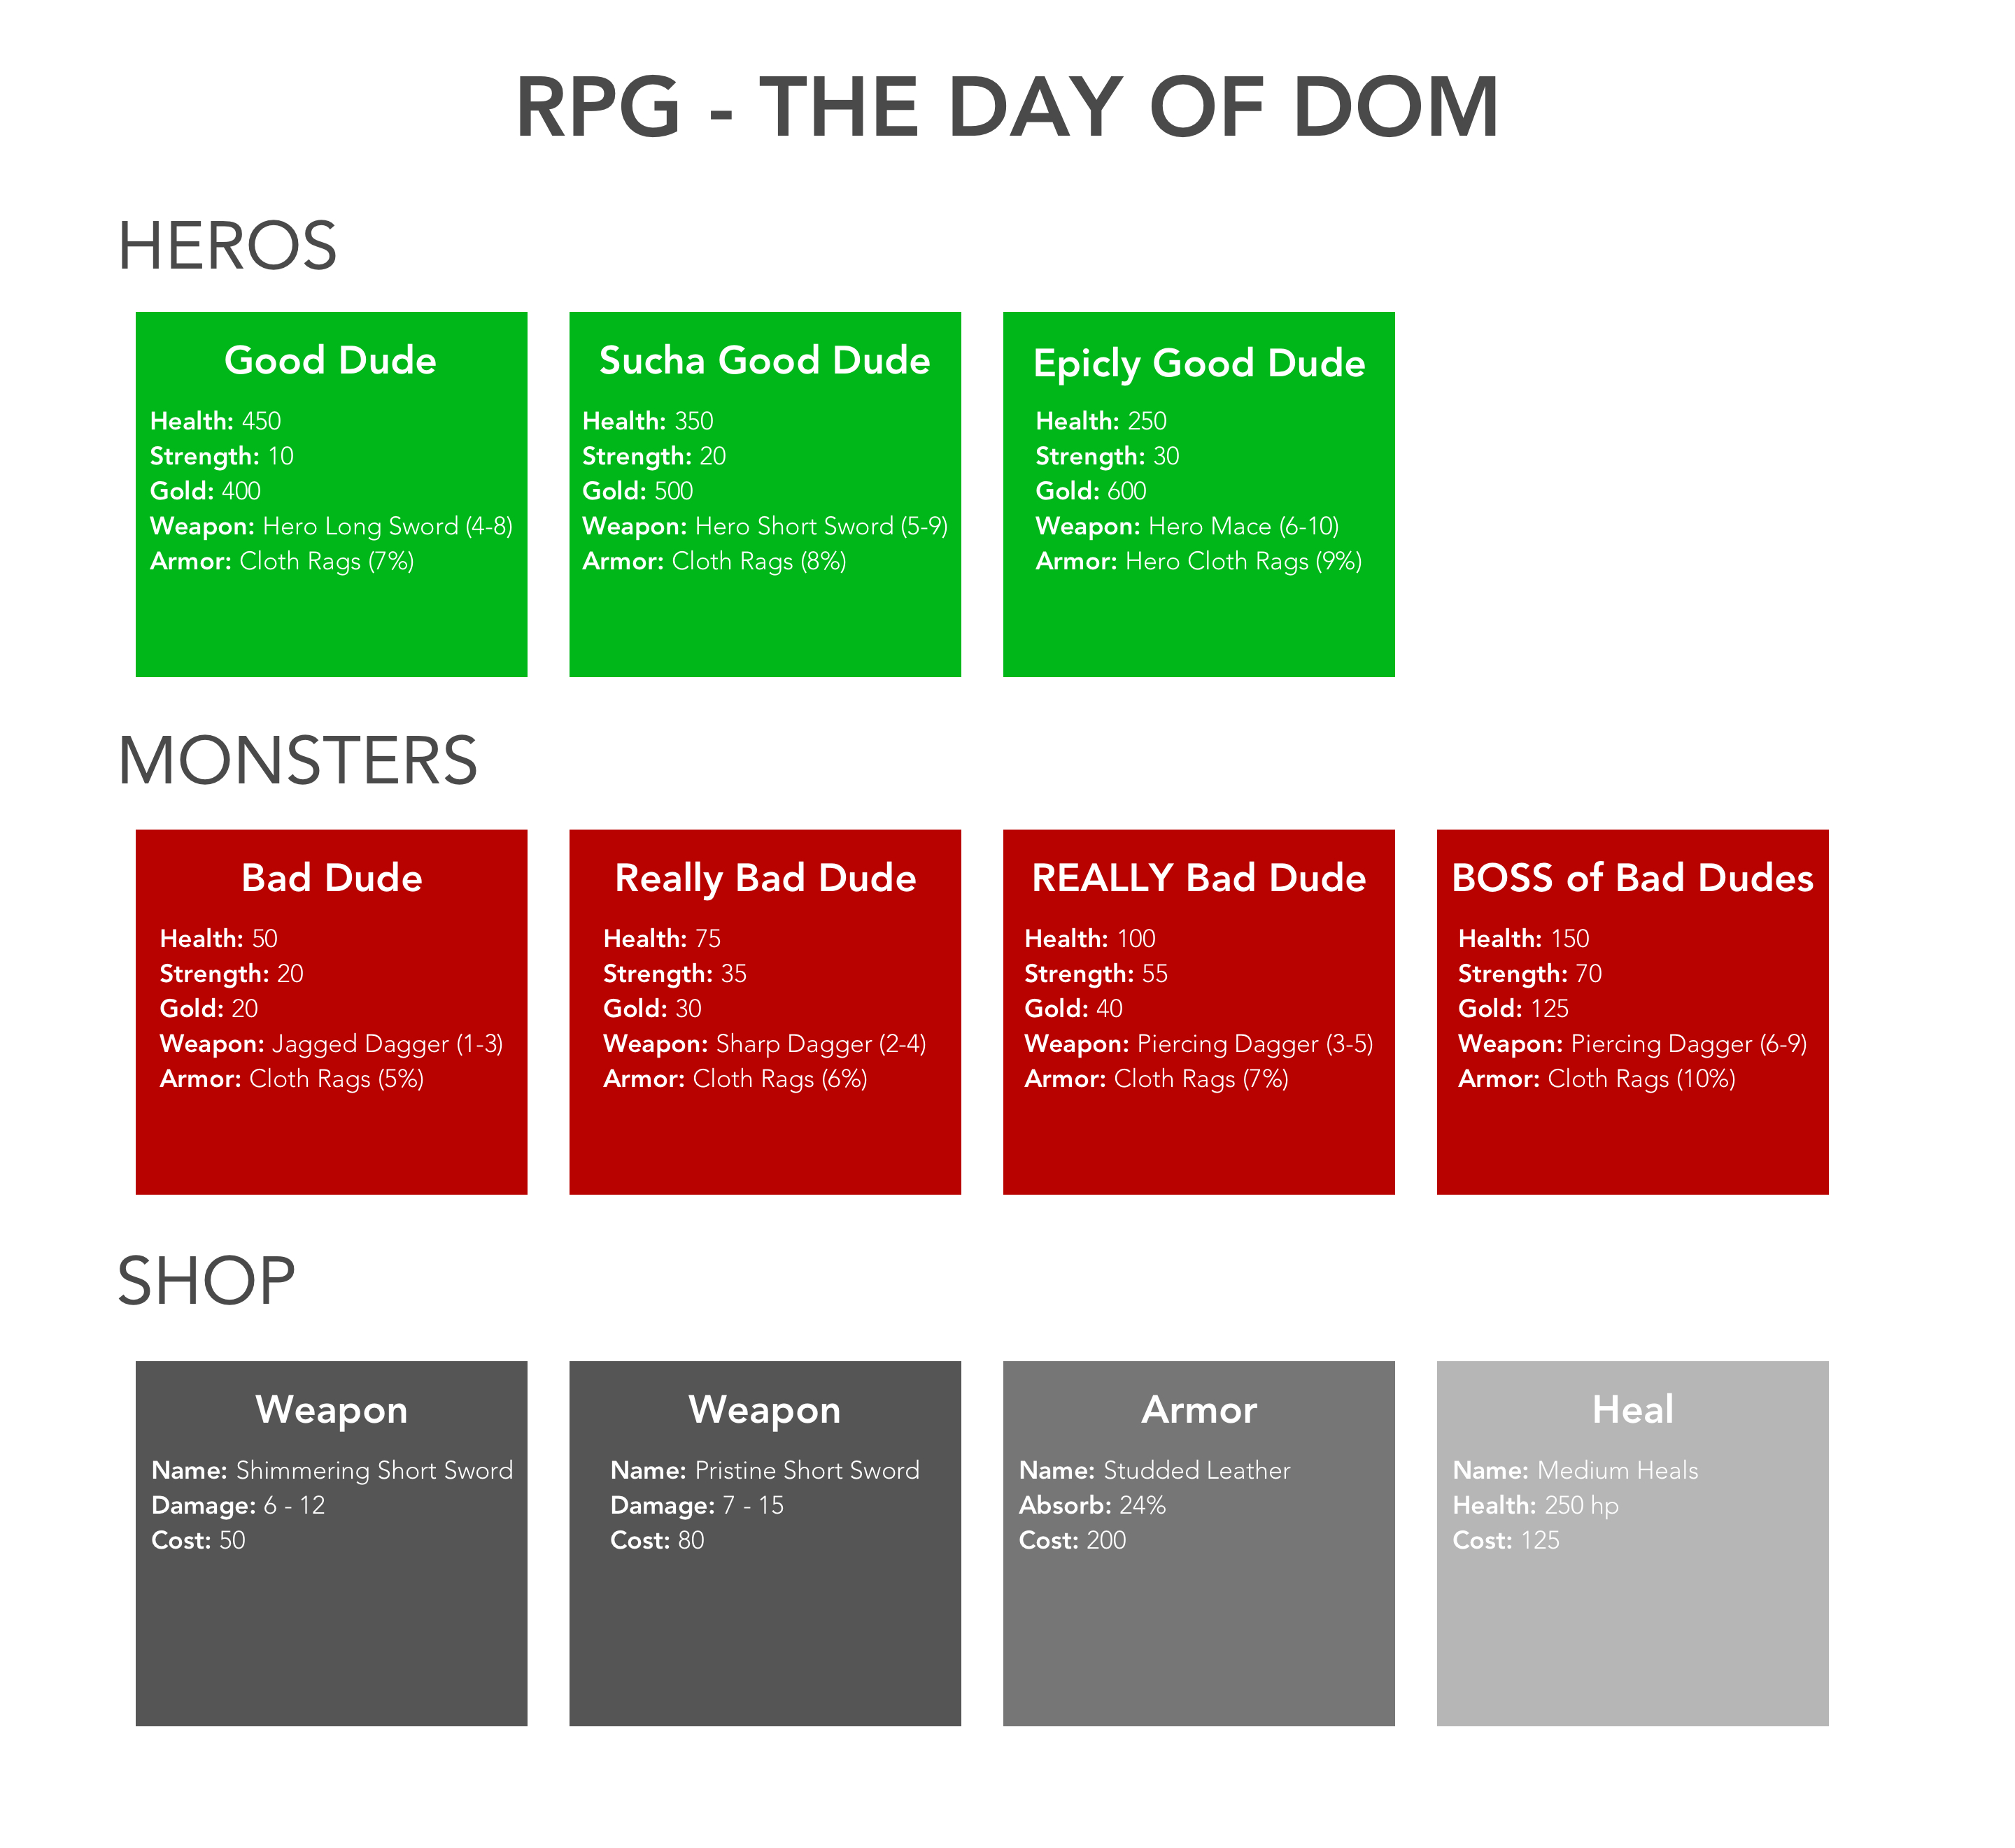 RPG - THE DAY OF DOM
HEROS
Good Dude
Health: 450
Strength: 10
Gold: 400
Weapon: Hero Long Sword (4-8)
Armor: Cloth Rags (7%)
Sucha Good Dude
Health: 350
Strength: 20
Gold: 500
Weapon: Hero Short Sword (5-9)
Armor: Cloth Rags (8%)
Epicly Good Dude
Health: 250
Strength: 30
Gold: 600
Weapon: Hero Mace (6-10)
Armor: Hero Cloth Rags (9%)
MONSTERS
Bad Dude
Health: 50
Strength: 20
Gold: 20
Weapon: Jagged Dagger (1-3)
Armor: Cloth Rags (5%)
Really Bad Dude
Health: 75
Strength: 35
Gold: 30
Weapon: Sharp Dagger (2-4)
Armor: Cloth Rags (6%)
REALLY Bad Dude
Health: 100
Strength: 55
Gold: 40
Weapon: Piercing Dagger (3-5)
Armor: Cloth Rags (7%)
BOSS of Bad Dudes
Health: 150
Strength: 70
Gold: 125
Weapon: Piercing Dagger (6-9)
Armor: Cloth Rags (10%)
SHOP
Weapon
Name: Shimmering Short Sword
Damage: 6 - 12
Cost: 50
Weapon
Name: Pristine Short Sword
Damage: 7 - 15
Cost: 80
Armor
Name: Studded Leather
Absorb: 24%
Cost: 200
Heal
Name: Medium Heals
Health: 250 hp
Cost: 125